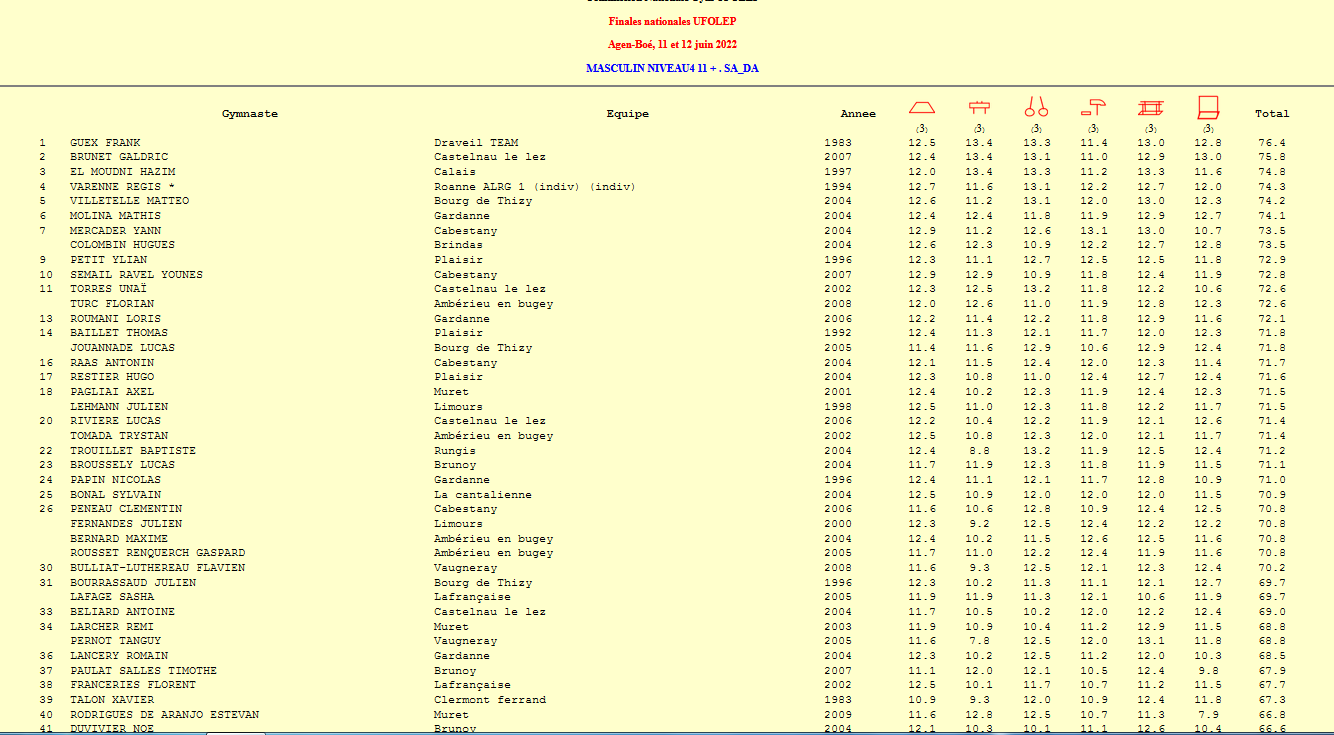 Finales nationales UFOLEP
Agen-Boé, 11 et 12 juin 2022
MASCULIN NIVEAU4 11 + . SA_DA
Gymnaste Equipe Annee Total
(3) (3) (3) (3) (3) (3)
1 GUEX FRANK Draveil TEAM 1983 12.5 13.4 13.3 11.4 13.0 12.8 76.4
2 BRUNET GALDRIC Castelnau le lez 2007 12.4 13.4 13.1 11.0 12.9 13.0 75.8
3 EL MOUDNI HAZIM Calais 1997 12.0 13.4 13.3 11.2 13.3 11.6 74.8
4 VARENNE REGIS * Roanne ALRG 1 (indiv) (indiv) 1994 12.7 11.6 13.1 12.2 12.7 12.0 74.3
5 VILLETELLE MATTEO Bourg de Thizy 2004 12.6 11.2 13.1 12.0 13.0 12.3 74.2
6 MOLINA MATHIS Gardanne 2004 12.4 12.4 11.8 11.9 12.9 12.7 74.1
7 MERCADER YANN Cabestany 2004 12.9 11.2 12.6 13.1 13.0 10.7 73.5
COLOMBIN HUGUES Brindas 2004 12.6 12.3 10.9 12.2 12.7 12.8 73.5
9 PETIT YLIAN Plaisir 1996 12.3 11.1 12.7 12.5 12.5 11.8 72.9
10 SEMAIL RAVEL YOUNES Cabestany 2007 12.9 12.9 10.9 11.8 12.4 11.9 72.8
11 TORRES UNAÏ Castelnau le lez 2002 12.3 12.5 13.2 11.8 12.2 10.6 72.6
TURC FLORIAN Ambérieu en bugey 2008 12.0 12.6 11.0 11.9 12.8 12.3 72.6
13 ROUMANI LORIS Gardanne 2006 12.2 11.4 12.2 11.8 12.9 11.6 72.1
14 BAILLET THOMAS Plaisir 1992 12.4 11.3 12.1 11.7 12.0 12.3 71.8
JOUANNADE LUCAS Bourg de Thizy 2005 11.4 11.6 12.9 10.6 12.9 12.4 71.8
16 RAAS ANTONIN Cabestany 2004 12.1 11.5 12.4 12.0 12.3 11.4 71.7
17 RESTIER HUGO Plaisir 2004 12.3 10.8 11.0 12.4 12.7 12.4 71.6
18 PAGLIAI AXEL Muret 2001 12.4 10.2 12.3 11.9 12.4 12.3 71.5
LEHMANN JULIEN Limours 1998 12.5 11.0 12.3 11.8 12.2 11.7 71.5
20 RIVIERE LUCAS Castelnau le lez 2006 12.2 10.4 12.2 11.9 12.1 12.6 71.4
TOMADA TRYSTAN Ambérieu en bugey 2002 12.5 10.8 12.3 12.0 12.1 11.7 71.4
22 TROUILLET BAPTISTE Rungis 2004 12.4 8.8 13.2 11.9 12.5 12.4 71.2
23 BROUSSELY LUCAS Brunoy 2004 11.7 11.9 12.3 11.8 11.9 11.5 71.1
24 PAPIN NICOLAS Gardanne 1996 12.4 11.1 12.1 11.7 12.8 10.9 71.0
25 BONAL SYLVAIN La cantalienne 2004 12.5 10.9 12.0 12.0 12.0 11.5 70.9
26 PENEAU CLEMENTIN Cabestany 2006 11.6 10.6 12.8 10.9 12.4 12.5 70.8
FERNANDES JULIEN Limours 2000 12.3 9.2 12.5 12.4 12.2 12.2 70.8
BERNARD MAXIME Ambérieu en bugey 2004 12.4 10.2 11.5 12.6 12.5 11.6 70.8
ROUSSET RENQUERCH GASPARD Ambérieu en bugey 2005 11.7 11.0 12.2 12.4 11.9 11.6 70.8
30 BULLIAT-LUTHEREAU FLAVIEN Vaugneray 2008 11.6 9.3 12.5 12.1 12.3 12.4 70.2
31 BOURRASSAUD JULIEN Bourg de Thizy 1996 12.3 10.2 11.3 11.1 12.1 12.7 69.7
LAFAGE SASHA Lafrançaise 2005 11.9 11.9 11.3 12.1 10.6 11.9 69.7
33 BELIARD ANTOINE Castelnau le lez 2004 11.7 10.5 10.2 12.0 12.2 12.4 69.0
34 LARCHER REMI Muret 2003 11.9 10.9 10.4 11.2 12.9 11.5 68.8
PERNOT TANGUY Vaugneray 2005 11.6 7.8 12.5 12.0 13.1 11.8 68.8
36 LANCERY ROMAIN Gardanne 2004 12.3 10.2 12.5 11.2 12.0 10.3 68.5
37 PAULAT SALLES TIMOTHE Brunoy 2007 11.1 12.0 12.1 10.5 12.4 9.8 67.9
38 FRANCERIES FLORENT Lafrançaise 2002 12.5 10.1 11.7 10.7 11.2 11.5 67.7
39 TALON XAVIER Clermont ferrand 1983 10.9 9.3 12.0 10.9 12.4 11.8 67.3
40 RODRIGUES DE ARANJO ESTEVAN Muret 2009 11.6 12.8 12.5 10.7 11.3 7.9 66.8
41 DUVIVIER NOE Brunoy 2004 12.1 10.3 10.1 11.1 12.6 10.4 66.6